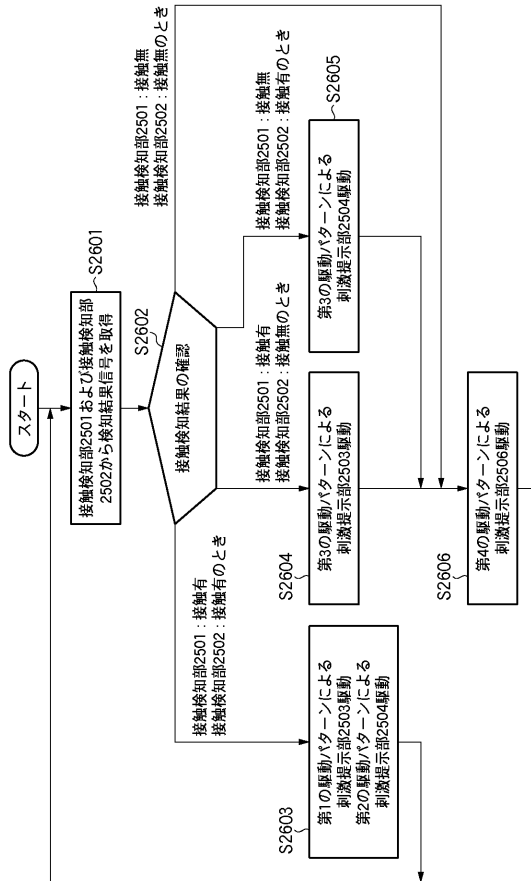 スタート
S2601
接触検知部2501および接触検知部
2502から検知結果信号を取得
S2602
接触検知結果の確認
接触検知部2501：接触有
接触検知部2502：接触有のとき
接触検知部2501：接触有
接触検知部2502：接触無のとき
接触検知部2501：接触無
接触検知部2502：接触有のとき
接触検知部2501：接触無
接触検知部2502：接触無のとき
S2603
第1の駆動パターンによる
刺激提示部2503駆動
第2の駆動パターンによる
刺激提示部2504駆動
S2604
第3の駆動パターンによる
刺激提示部2503駆動
S2605
第3の駆動パターンによる
刺激提示部2504駆動
S2606
第4の駆動パターンによる
刺激提示部2506駆動